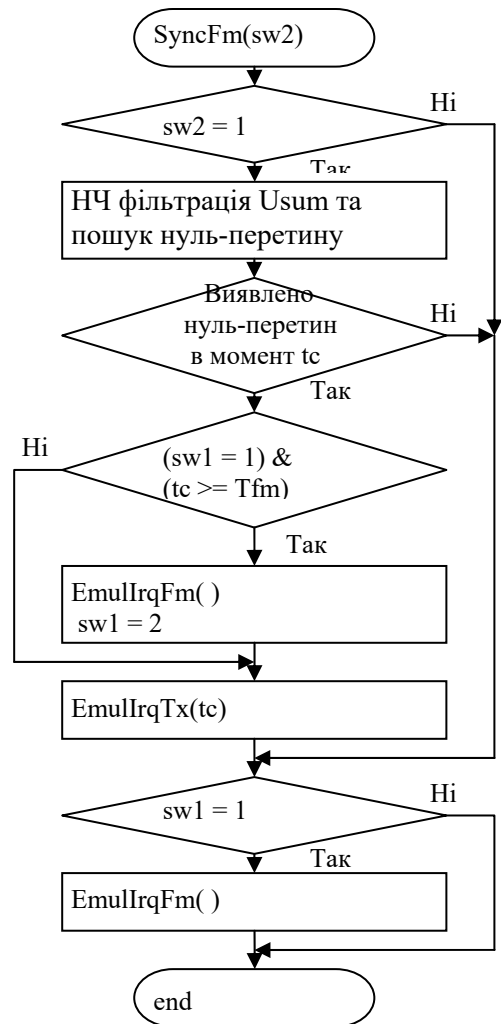 SyncFm(sw2)
Ні
sw2 = 1
Так
НЧ фільтрація Usum та
пошук нуль-перетину
Виявлено
Ні
нуль-перетин
в момент tc
Так
Ні
(sw1 = 1) &
(tc >= Tfm)
Так
EmulIrqFm( )
sw1 = 2
EmulIrqTx(tc)
Ні
sw1 = 1
Так
EmulIrqFm( )
end